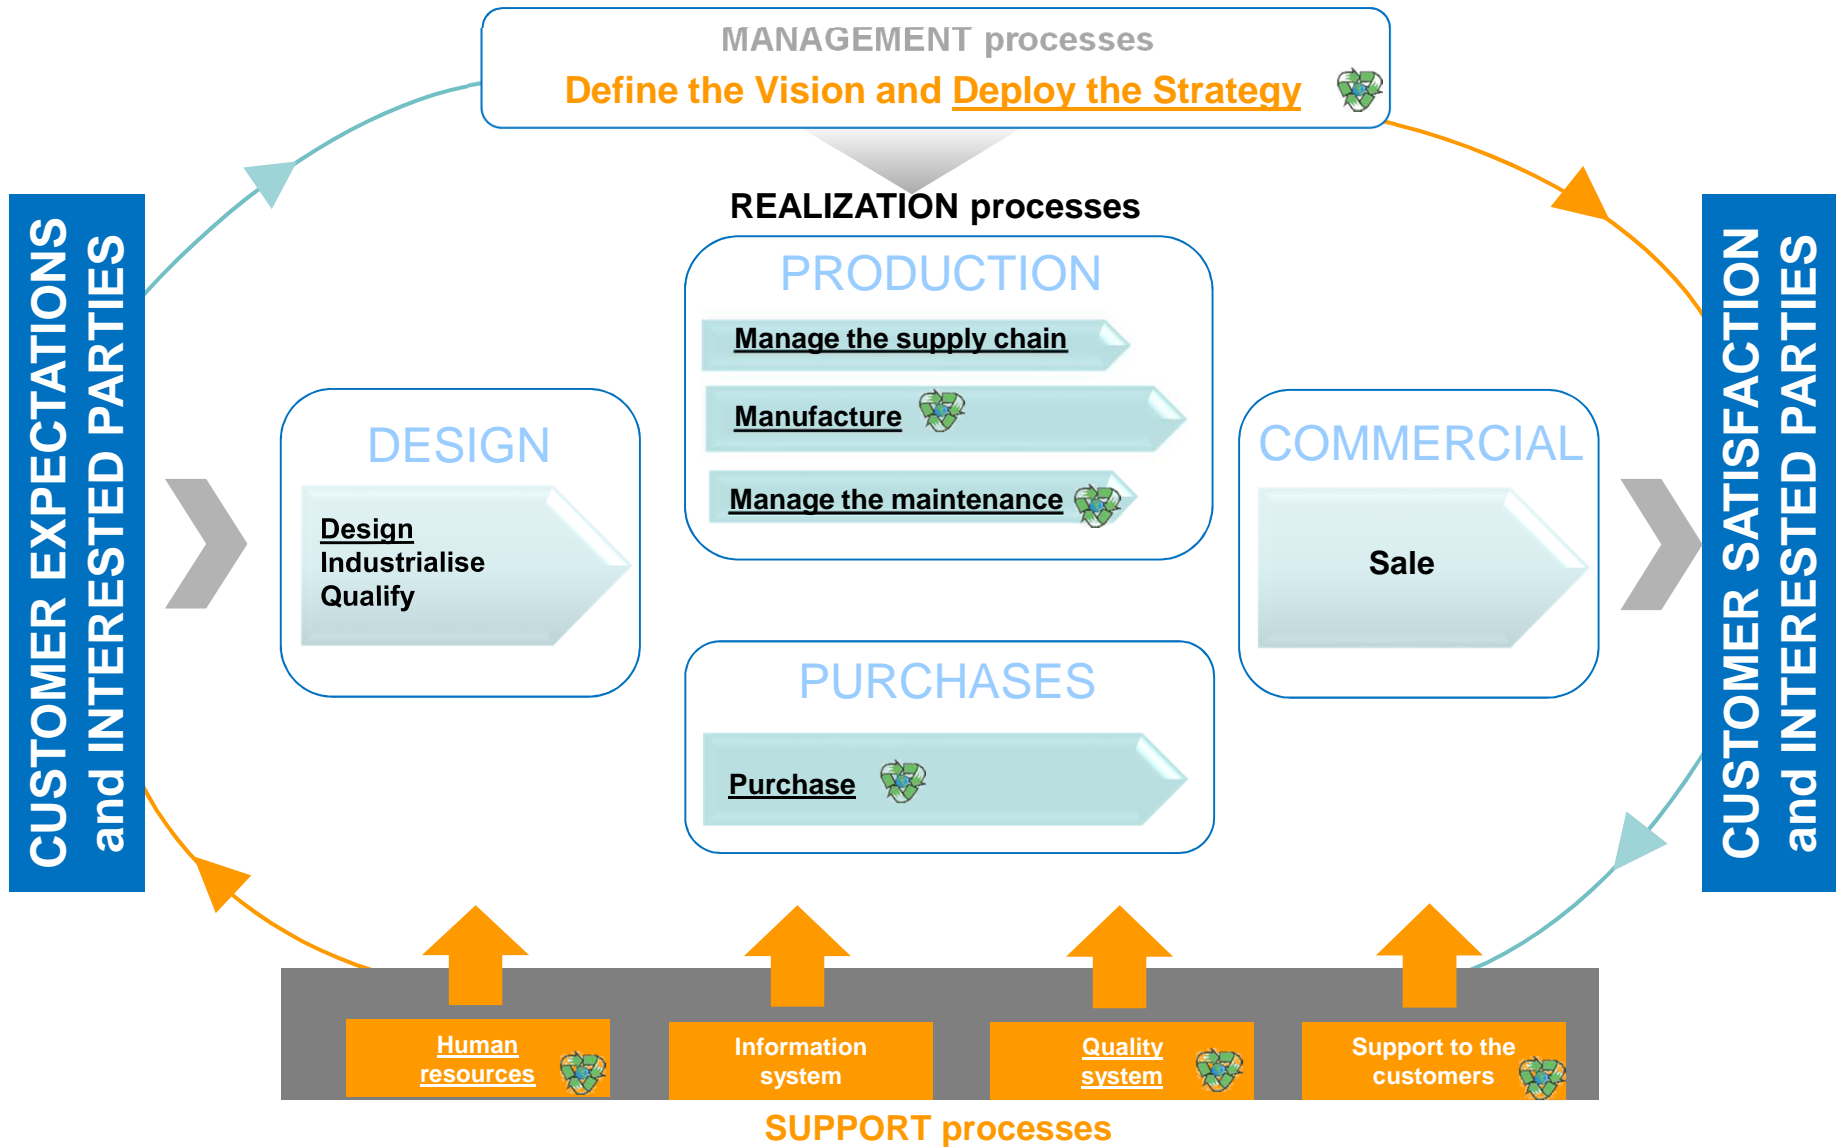 MANAGEMENT processes
Define the Vision and Deploy the Strategy
CUSTOMER EXPECTATIONS
and INTERESTED PARTIES
REALIZATION processes
DESIGN
Design
Industrialise
Qualify
PRODUCTION
Manage the supply chain
Manufacture
Manage the maintenance
PURCHASES
Purchase
COMMERCIAL
Sale
CUSTOMER SATISFACTION
and INTERESTED PARTIES
Human
resources
Information
system
Quality
system
Support to the
customers
SUPPORT processes